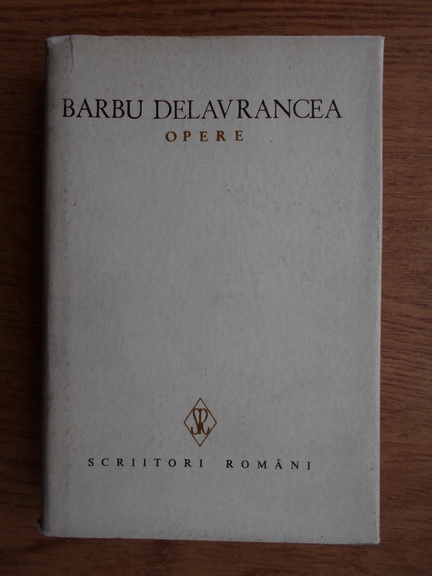 BARBU DELAVRANCEA
OPERE
SR
SCRIITORI ROMÂNI